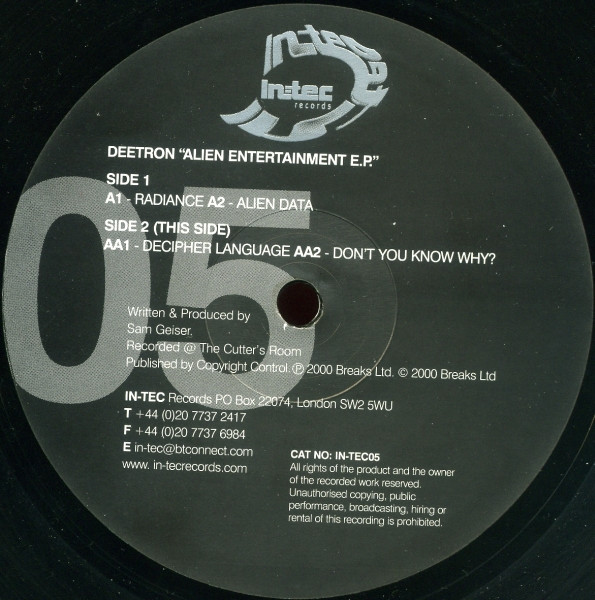 in-tec
in-tec
records
DEETRON "ALIEN ENTERTAINMENT E.P."
SIDE 1
A1 - RADIANCE A2 - ALIEN DATA
SIDE 2 (THIS SIDE)
AA1 - DECIPHER LANGUAGE AA2 - DON'T YOU KNOW WHY?
05
Written & Produced by
Sam Geiser.
Recorded @ The Cutter's Room
Published by Copyright Control. ℗ 2000 Breaks Ltd. © 2000 Breaks Ltd
IN-TEC Records PO Box 22074, London SW2 5WU
T +44 (0)20 7737 2417
F +44 (0)20 7737 6984
E in-tec@btconnect.com
www. in-tecrecords.com
CAT NO: IN-TEC05
All rights of the product and the owner
of the recorded work reserved.
Unauthorised copying, public
performance, broadcasting, hiring or
rental of this recording is prohibited.